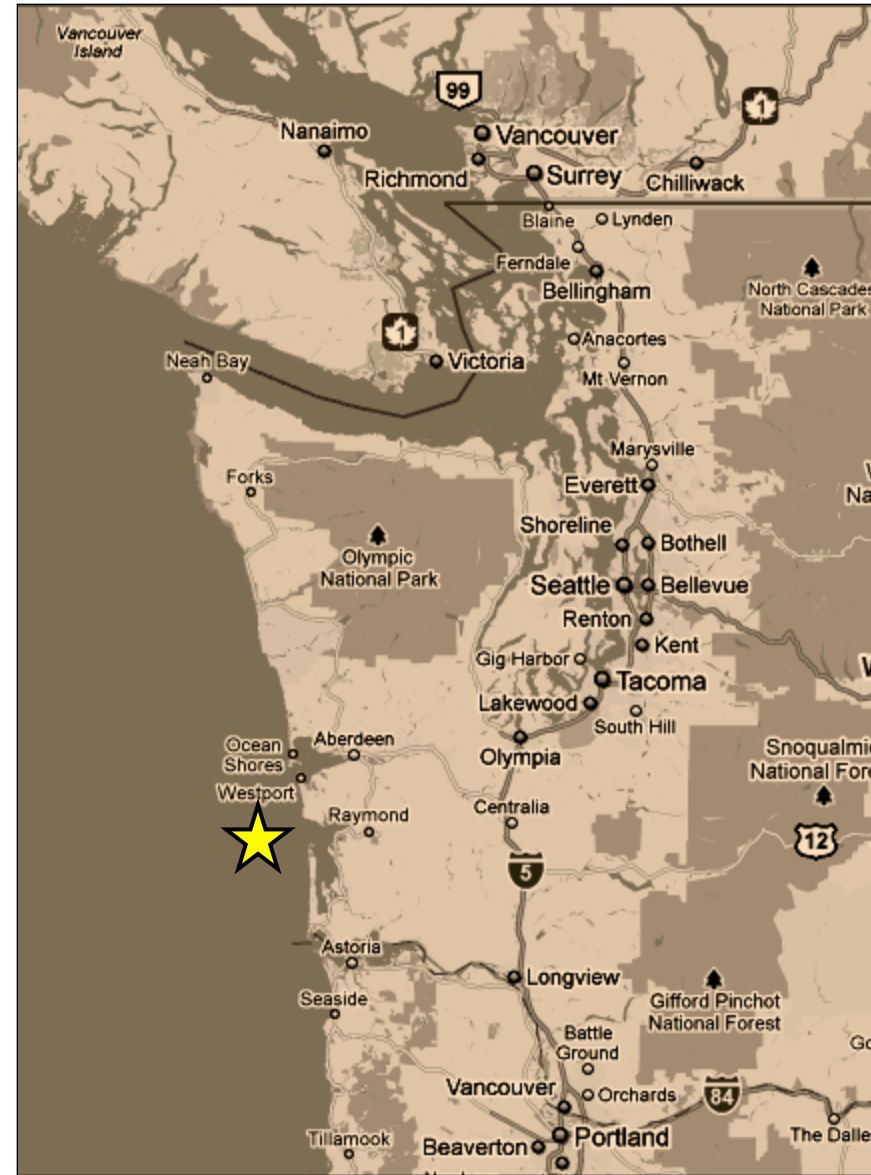 Vancouver
Island
99
1
Nanaimo
Vancouver
Richmond
Surrey
Chilliwack
Blaine
Lynden
Ferndale
Bellingham
North Cascades
National Park
1
Anacortes
Victoria
Neah Bay
Mt Vernon
Marysville
Forks
Everett
Na
Shoreline
Bothell
Olympic
National Park
Seattle
Bellevue
Renton
Kent
Gig Harbor
W
Tacoma
Lakewood
South Hill
Ocean
Shores
Aberdeen
Olympia
Snoqualmie
National Fore
Westport
Centralia
Raymond
12
5
Astoria
Longview
Seaside
Gifford Pinchot
National Forest
Battle
Ground
Go
Vancouver
Orchards
84
Tillamook
Beaverton
Portland
The Dalle